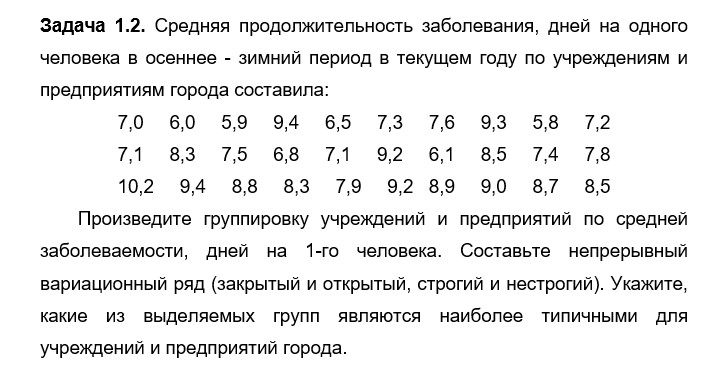 Задача 1.2. Средняя продолжительность заболевания, дней на одного
человека в осеннее - зимний период в текущем году по учреждениям и
предприятиям города составила:
7,0 6,0 5,9 9,4 6,5 7,3 7,6 9,3 5,8 7,2
7,1 8,3 7,5 6,8 7,1 9,2 6,1 8,5 7,4 7,8
10,2 9,4 8,8 8,3 7,9 9,2 8,9 9,0 8,7 8,5
Произведите группировку учреждений и предприятий по средней
заболеваемости, дней на 1-го человека. Составьте непрерывный
вариационный ряд (закрытый и открытый, строгий и нестрогий). Укажите,
какие из выделяемых групп являются наиболее типичными для
учреждений и предприятий города.